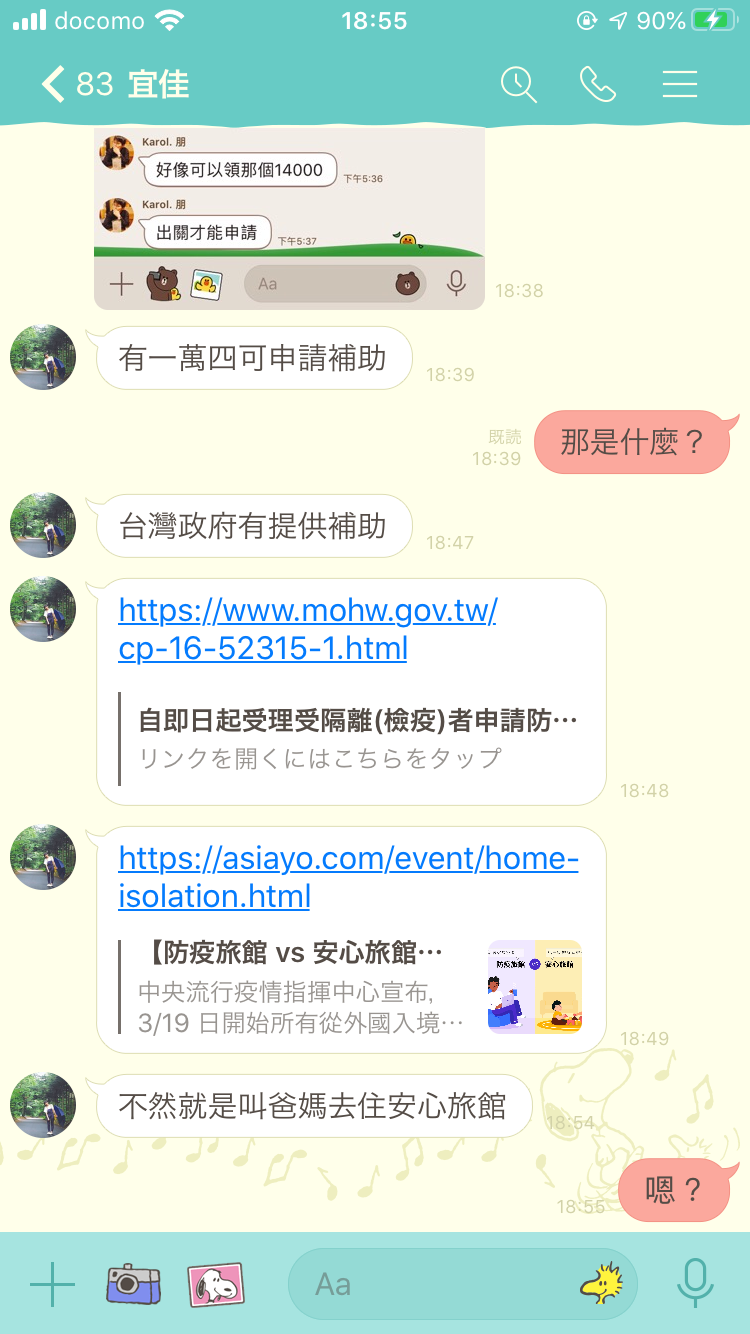 docomo 18:55 90%
83 宜佳
Karol. 朋
好像可以領那個14000
下午5:36
Karol. 朋
出關才能申請
下午5:37
Aa
18:38
有一萬四可申請補助
18:39
既読
18:39
那是什麼？
台灣政府有提供補助
18:47
https://www.mohw.gov.tw/
cp-16-52315-1.html
自即日起受理受隔離(檢疫)者申請防…
リンクを開くにはこちらをタップ
18:48
https://asiayo.com/event/home-
isolation.html
【防疫旅館 vs 安心旅館…
中央流行疫情指揮中心宣布,
3/19 日開始所有從外國入境…
防疫旅館 VS 安心旅館
18:49
不然就是叫爸媽去住安心旅館
18:54
嗯？
18:55
Aa